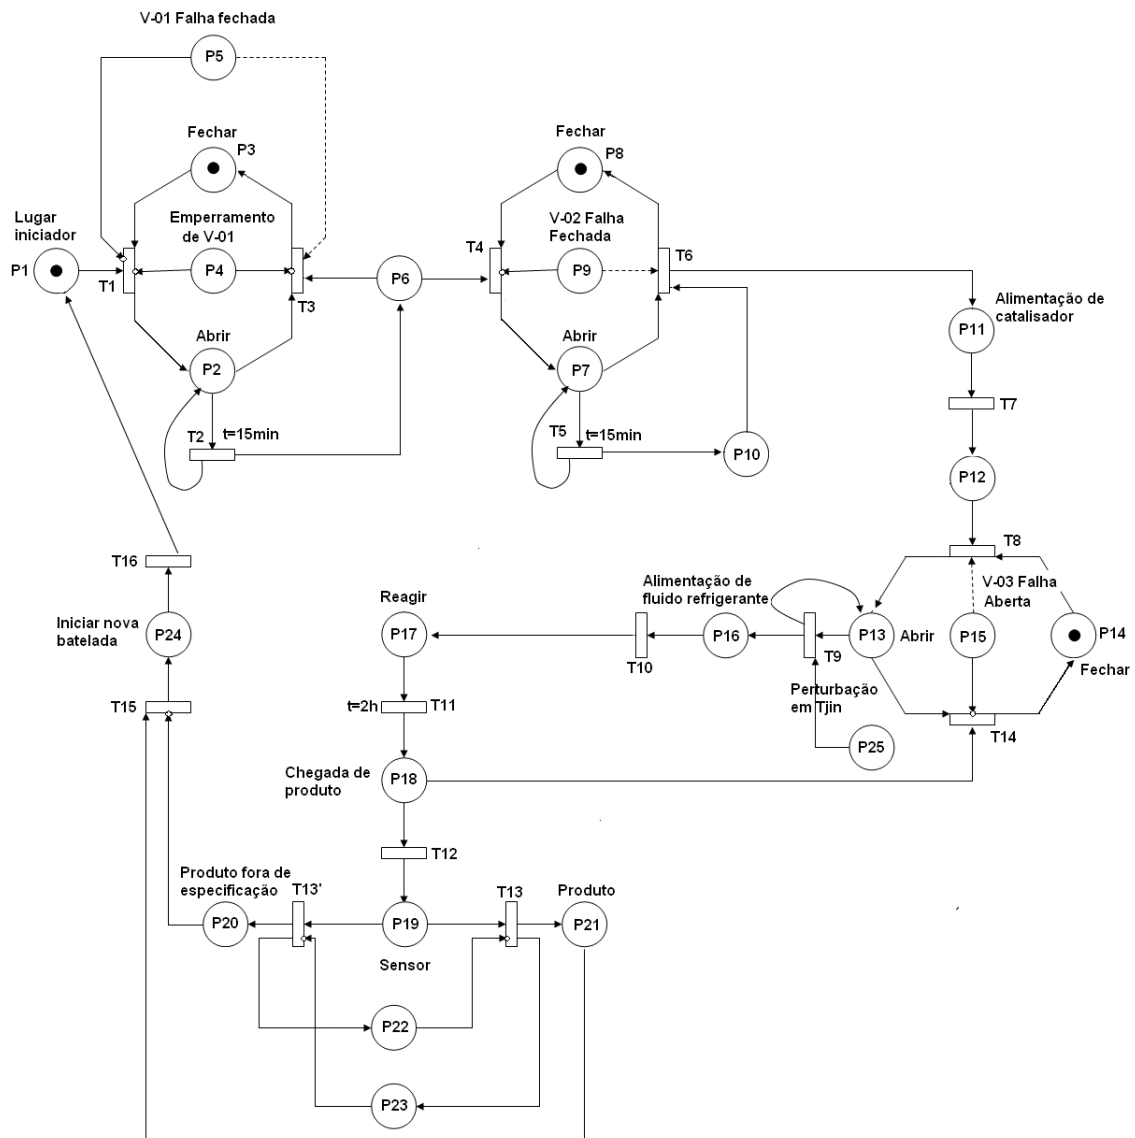 V-01 Falha fechada
P5
Fechar
P3
Lugar
iniciador
P1
T1
Emperramento
de V-01
P4
T3
Abrir
P2
T2
t=15min
P6
Fechar
P8
T4
V-02 Falha
Fechada
P9
T6
Abrir
P7
T5
t=15min
P10
Alimentação de
catalisador
P11
T7
P12
T8
V-03 Falha
Aberta
P15
P14
Fechar
P13
Abrir
T9
Alimentação de
fluido refrigerante
P16
T10
Perturbação
em Tjin
P25
T14
Reagir
P17
t=2h
T11
Chegada de
produto
P18
T12
T16
Iniciar nova
batelada
P24
T15
Produto fora de
especificação
P20
T13'
P19
Sensor
T13
Produto
P21
P22
P23